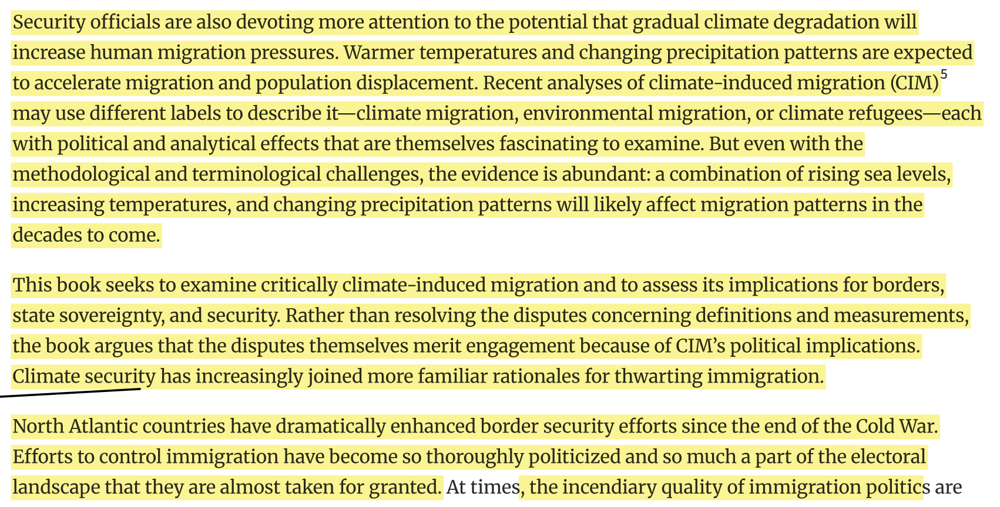 Security officials are also devoting more attention to the potential that gradual climate degradation will
increase human migration pressures. Warmer temperatures and changing precipitation patterns are expected
to accelerate migration and population displacement. Recent analyses of climate-induced migration (CIM)5
may use different labels to describe it—climate migration, environmental migration, or climate refugees—each
with political and analytical effects that are themselves fascinating to examine. But even with the
methodological and terminological challenges, the evidence is abundant: a combination of rising sea levels,
increasing temperatures, and changing precipitation patterns will likely affect migration patterns in the
decades to come.
This book seeks to examine critically climate-induced migration and to assess its implications for borders,
state sovereignty, and security. Rather than resolving the disputes concerning definitions and measurements,
the book argues that the disputes themselves merit engagement because of CIM’s political implications.
Climate security has increasingly joined more familiar rationales for thwarting immigration.
North Atlantic countries have dramatically enhanced border security efforts since the end of the Cold War.
Efforts to control immigration have become so thoroughly politicized and so much a part of the electoral
landscape that they are almost taken for granted. At times, the incendiary quality of immigration politics are